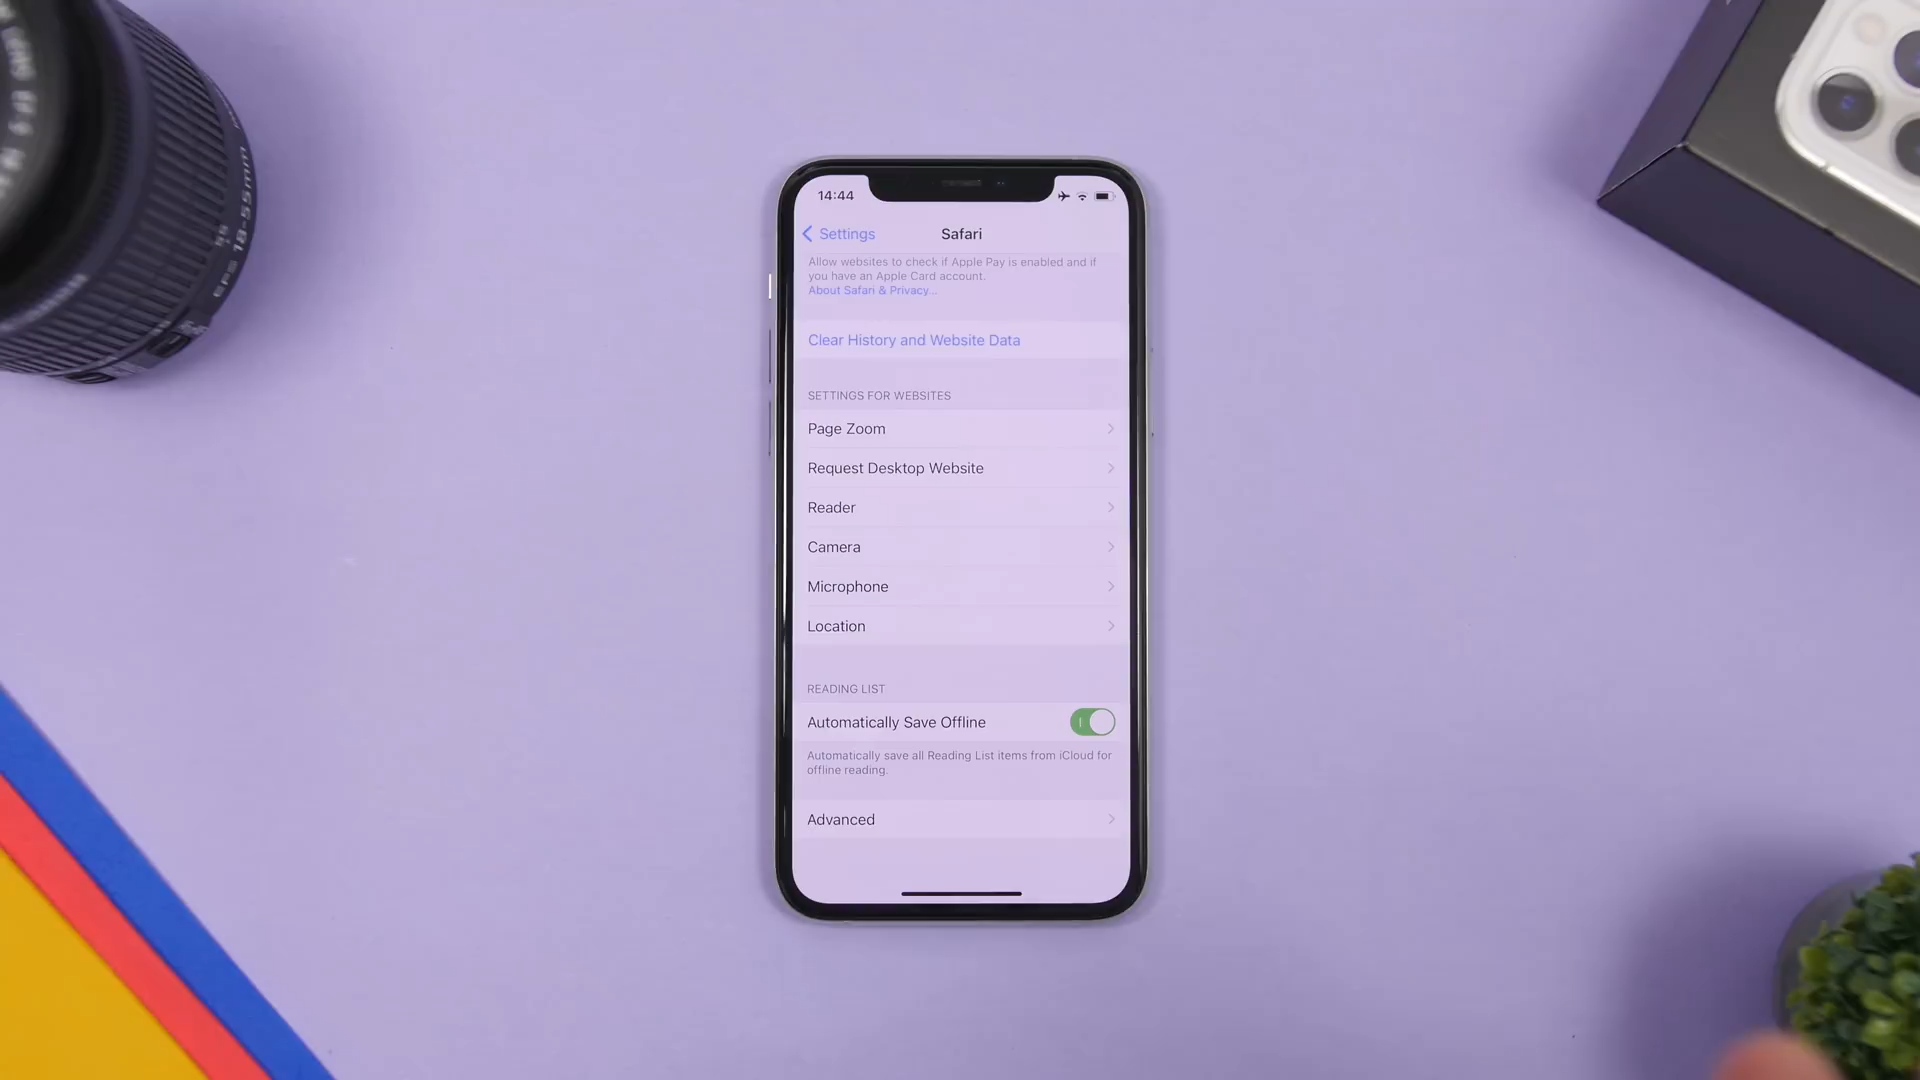 14:44
Settings
Safari
Allow websites to check if Apple Pay is enabled and if
you have an Apple Card account.
About Safari & Privacy...
Clear History and Website Data
SETTINGS FOR WEBSITES
Page Zoom
Request Desktop Website
Reader
Camera
Microphone
Location
READING LIST
Automatically Save Offline
Automatically save all Reading List items from iCloud for
offline reading.
Advanced
EFS 18-55mm